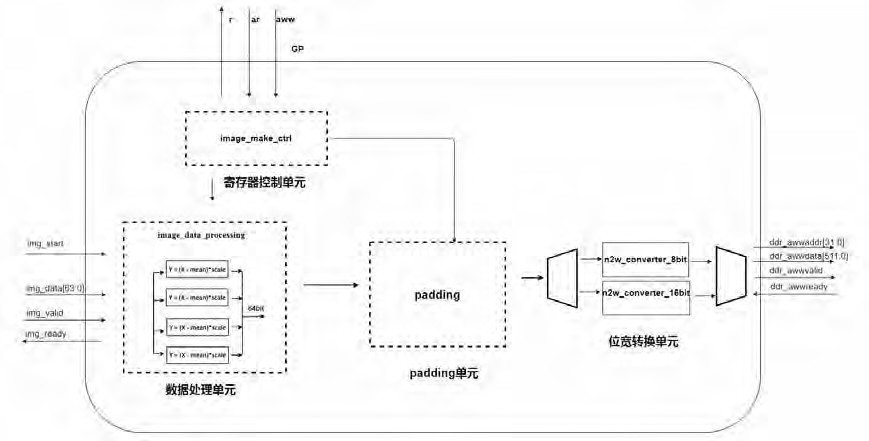 r ar aww
GP
image_make_ctrl
寄存器控制单元
image_data_processing
img_start
img_data[63:0]
img_valid
img_ready
Y = (X - mean)*scale
Y = (X - mean)*scale
Y = (X - mean)*scale
Y = (X - mean)*scale
64bit
数据处理单元
padding
padding单元
n2w_converter_8bit
n2w_converter_16bit
位宽转换单元
ddr_awwaddr[31:0]
ddr_awwdata[511:0]
ddr_awwvalid
ddr_awwready